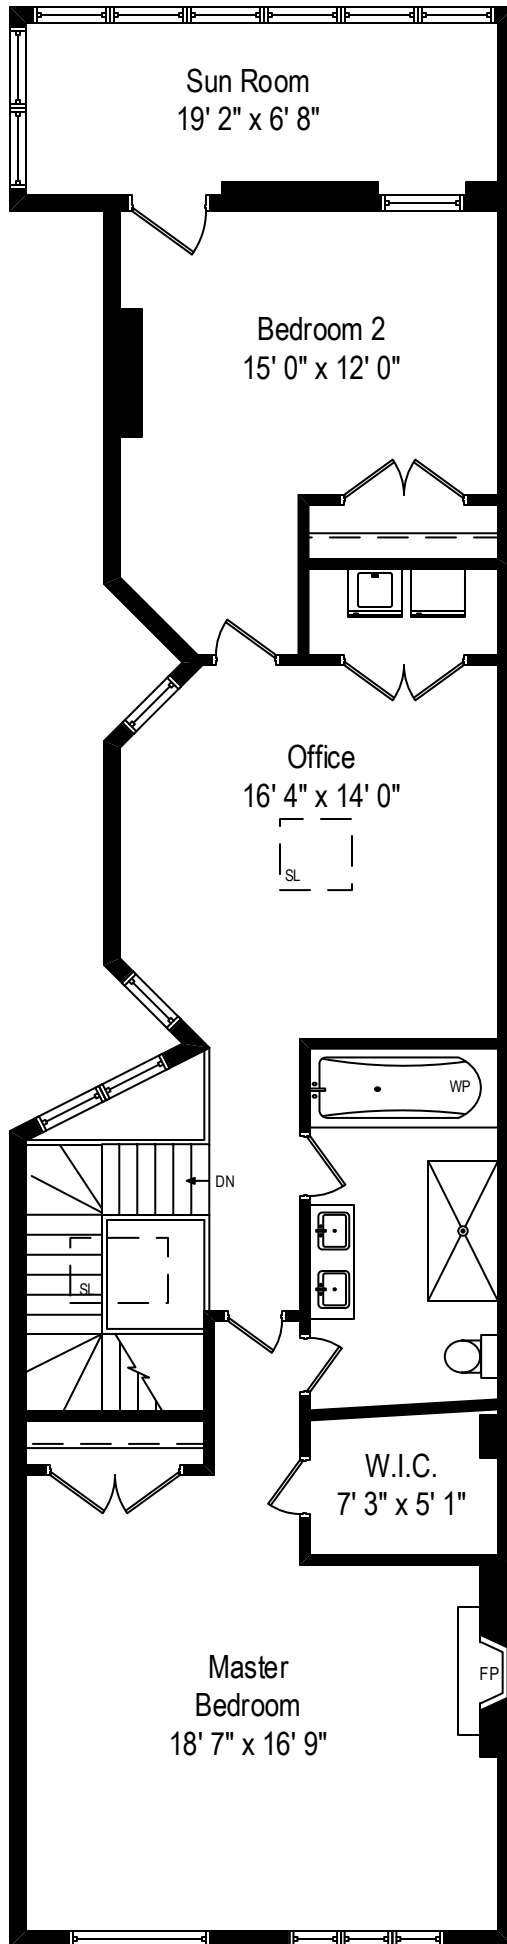 Sun Room
19' 2" x 6' 8"
Bedroom 2
15' 0" x 12' 0"
Office
16' 4" x 14' 0"
SL
WP
DN
SL
W.I.C.
7' 3" x 5' 1"
Master
Bedroom
18' 7" x 16' 9"
FP